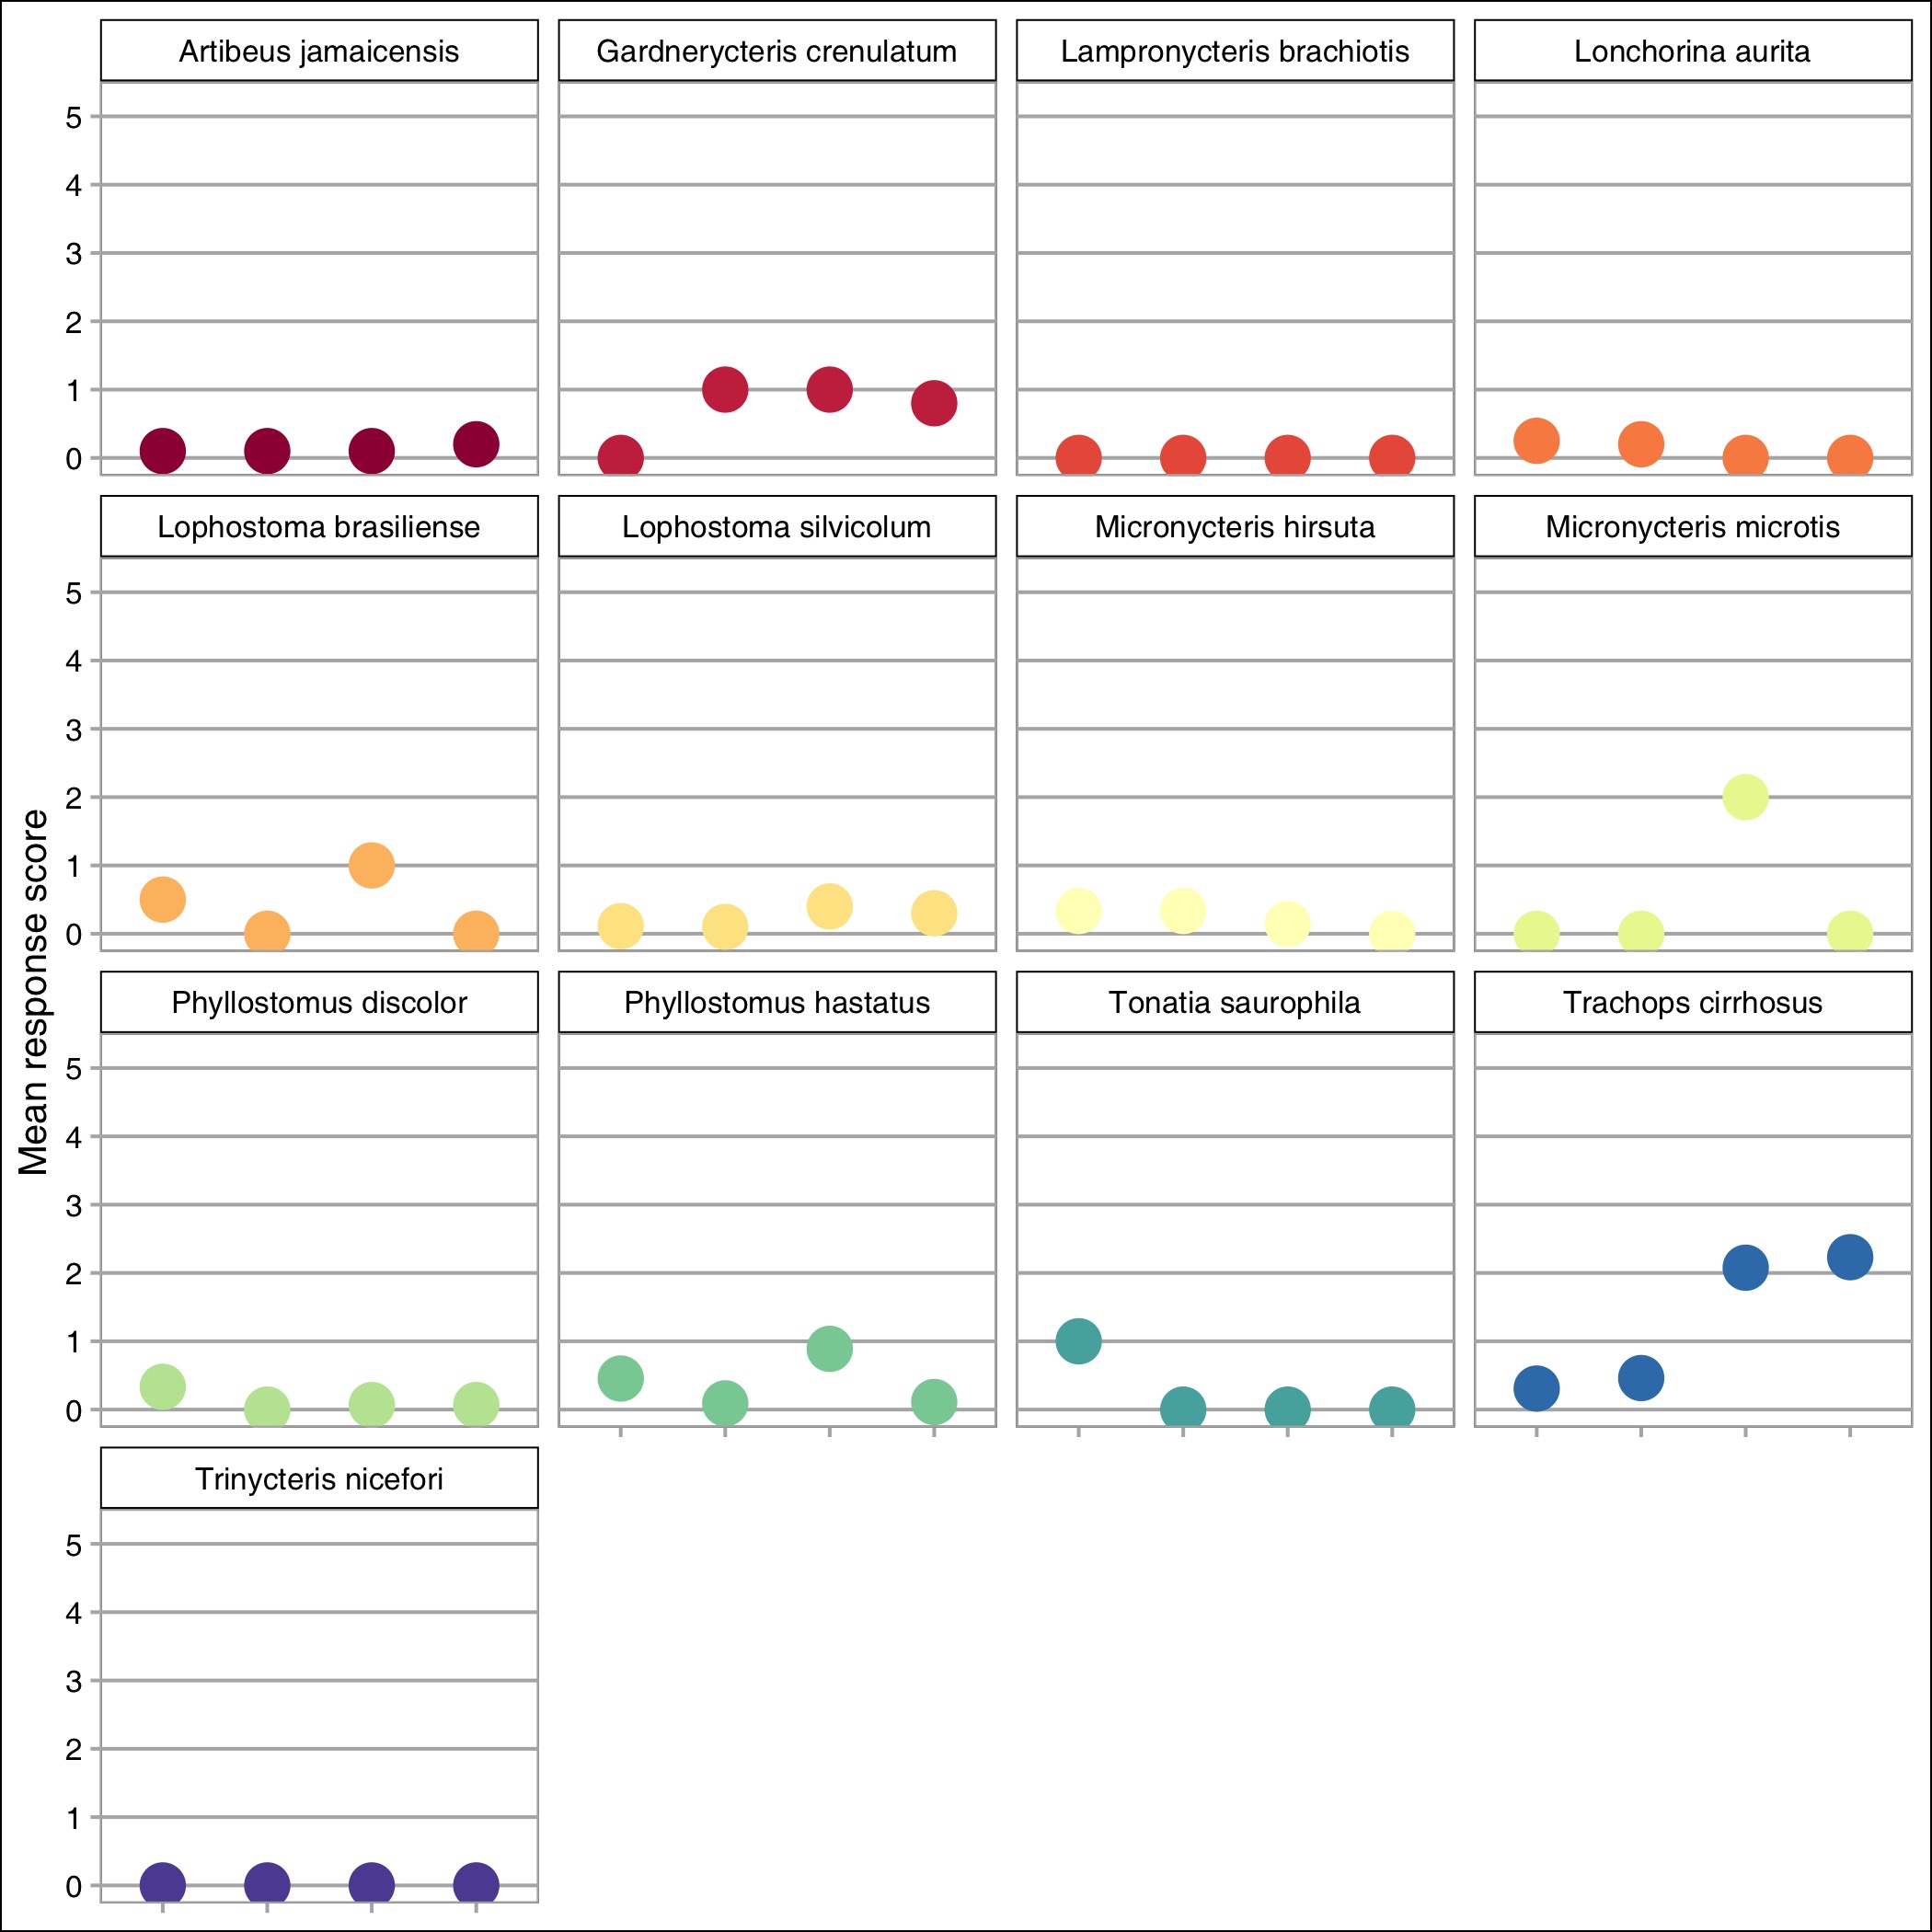 Artibeus jamaicensis
Gardnerycteris crenulatum
Lampronycteris brachiotis
Lonchorina aurita
5
4
3
2
1
0
Lophostoma brasiliense
Lophostoma silvicolum
Micronycteris hirsuta
Micronycteris microtis
5
4
3
2
1
0
Mean response score
Phyllostomus discolor
Phyllostomus hastatus
Tonatia saurophila
Trachops cirrhosus
5
4
3
2
1
0
Trinycteris nicefori
5
4
3
2
1
0